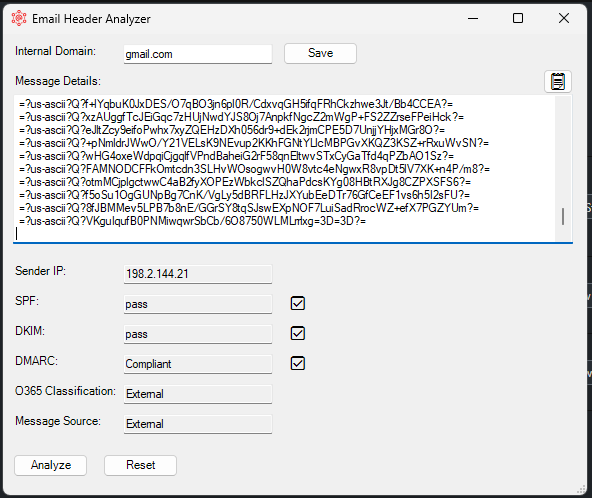 Email Header Analyzer
Internal Domain: gmail.com Save
Message Details:
=?us-ascii?Q?f+lYqbuK0JxDES/O7qBO3jn6pl0R/CdxvqGH5fqFRhCkzhwe3Jt/Bb4CCEA?=
=?us-ascii?Q?xzAUggfTcJEiGqc7zHUjNwdYJS8Oj7AnpkfNgcZ2mWgP+FS2ZZrseFPeiHck?=
=?us-ascii?Q?eJltZcy9eifoPwhx7xyZQEHzDXh056dr9+dEk2rjmCPE5D7UnjjYHjxMGr8O?=
=?us-ascii?Q?+pNmldrJWwO/Y21VELsK9NEvup2KKhFGNtYLlcMBPGvXKQZ3KSZ+rRxuWvSN?=
=?us-ascii?Q?wHG4oxeWdpqiCjgqlfVPndBaheiG2rF58qnEltwvSTxCyGaTfd4qPZbAO1Sz?=
=?us-ascii?Q?FAMNODCFFkOmtcdn3SLHvWOsogwvH0W8vtc4eNgwxR8vpDt5lV7XK+n4P/m8?=
=?us-ascii?Q?otmMCjplgctwwC4aB2fyXOPEzWbkclSZQhaPdcsKYg08HBtRXJg8CZPXSFS6?=
=?us-ascii?Q?f5oSu1OgGUNpBg7CnK/VgLy5dBRFLHzJXYubEeDTr76GfCeEF1vs6h5l2sFU?=
=?us-ascii?Q?8fJBMMev5LPB7b8nE/GGrSY8tqSJswEXpNOF7LuiSadRrocWZ+efX7PGZYUm?=
=?us-ascii?Q?VKgulqufB0PNMiwqwrSbCb/6O8750WLMLrrlxg=3D=3D?=
Sender IP: 198.2.144.21
SPF: pass
DKIM: pass
DMARC: Compliant
O365 Classification: External
Message Source: External
Analyze Reset